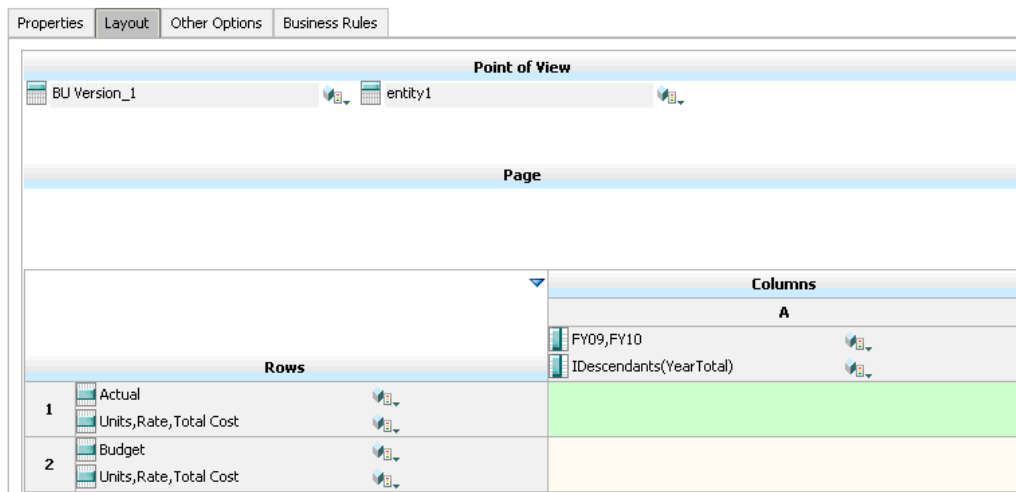 Properties Layout Other Options Business Rules
Point of View
BU Version_1 entity1
Page
Columns
A
FY09,FY10
Rows IDescendants(YearTotal)
1 Actual
Units,Rate,Total Cost
2 Budget
Units,Rate,Total Cost